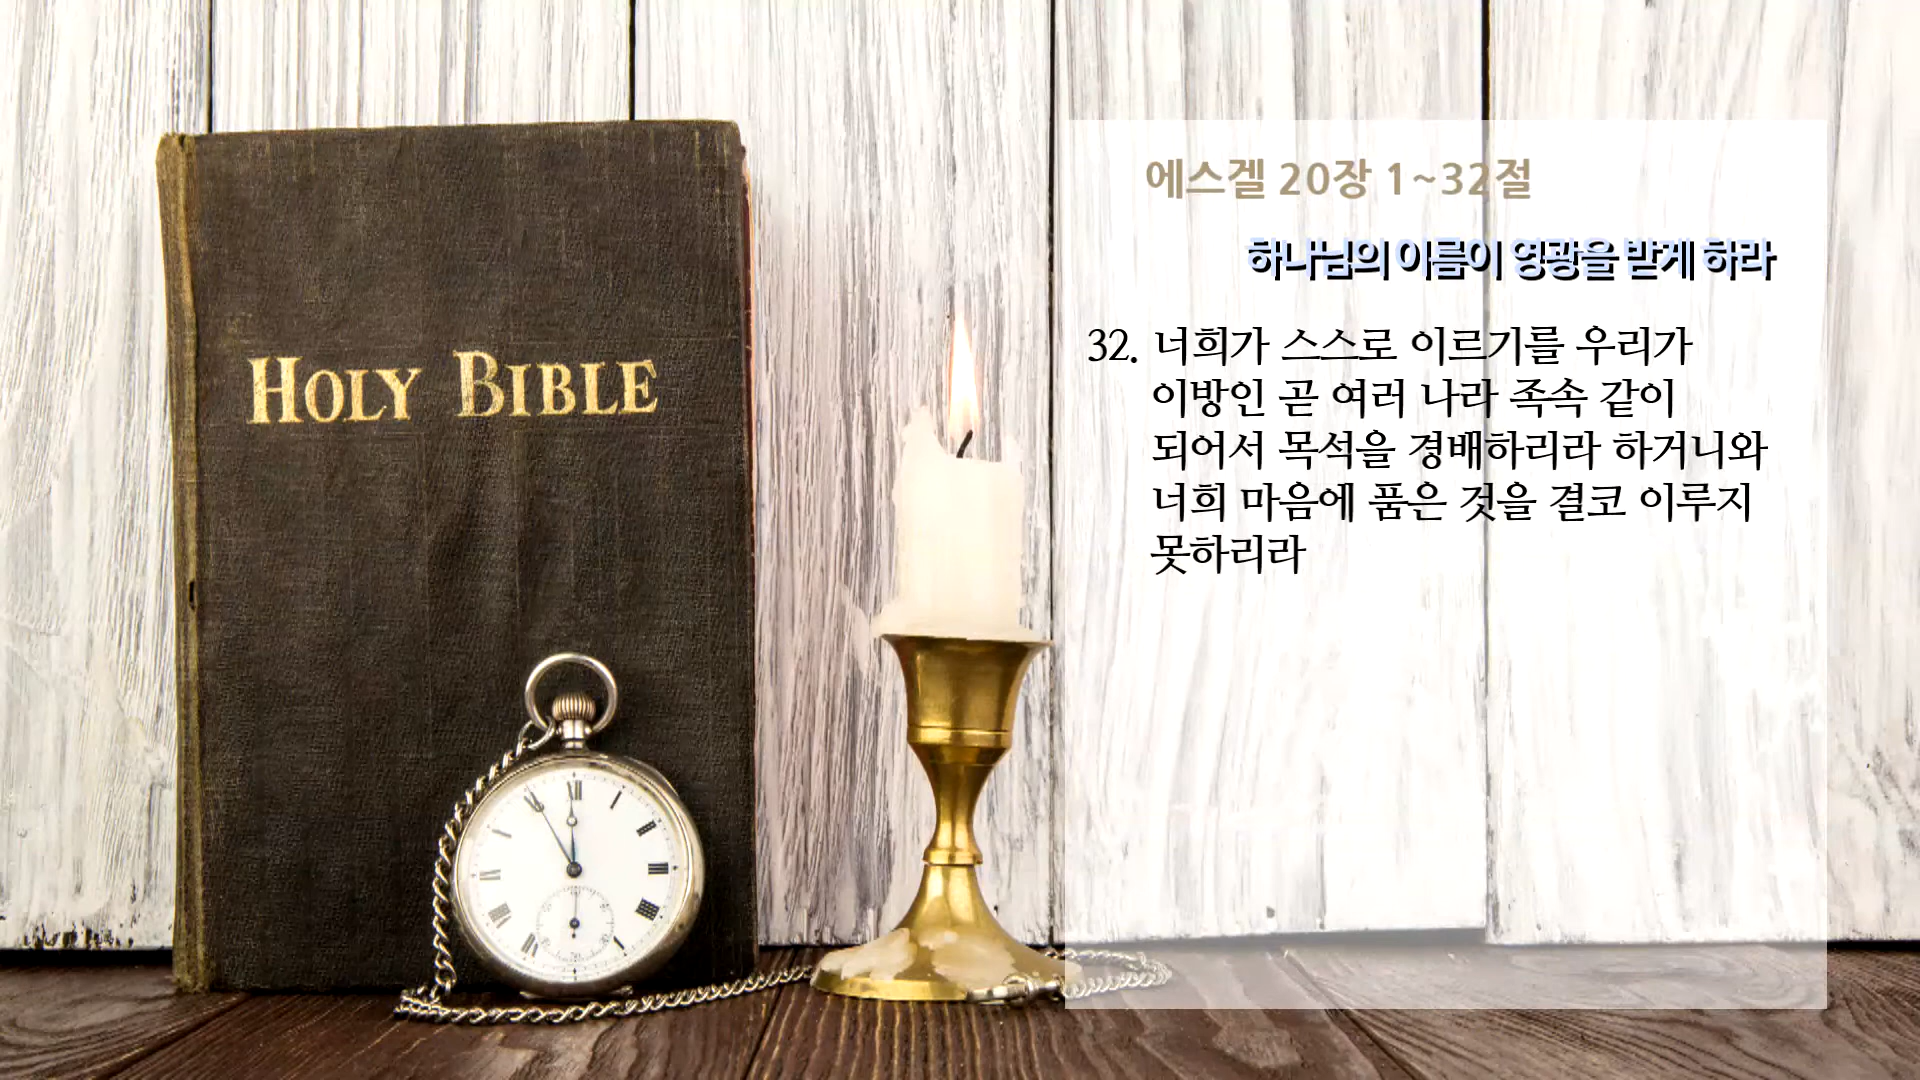 HOLY BIBLE
에스겔 20장 1~32절
하나님의 이름이 영광을 받게 하라
32. 너희가 스스로 이르기를 우리가
이방인 곧 여러 나라 족속 같이
되어서 목석을 경배하리라 하거니와
너희 마음에 품은 것을 결코 이루지
못하리라